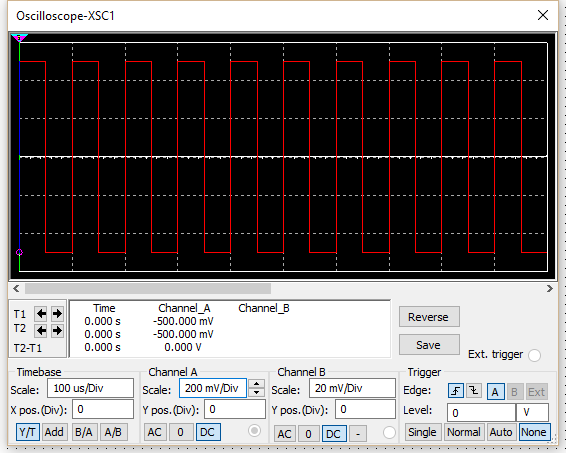 Oscilloscope-XSC1
T1
T2
T2-T1
Time Channel_A Channel_B
0.000 s -500.000 mV
0.000 s -500.000 mV
0.000 s 0.000 V
Reverse
Save
Ext. trigger
Timebase
Scale: 100 us/Div
X pos.(Div): 0
Y/T Add B/A A/B
Channel A
Scale: 200 mV/Div
Y pos.(Div): 0
AC 0 DC
Channel B
Scale: 20 mV/Div
Y pos.(Div): 0
AC 0 DC -
Trigger
Edge: A B Ext
Level: 0 V
Single Normal Auto None